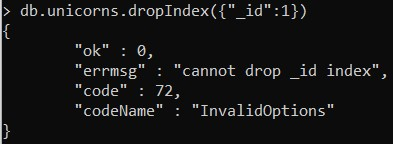 > db.unicorns.dropIndex({"_id":1})
{
        "ok" : 0,
        "errmsg" : "cannot drop _id index",
        "code" : 72,
        "codeName" : "InvalidOptions"
}